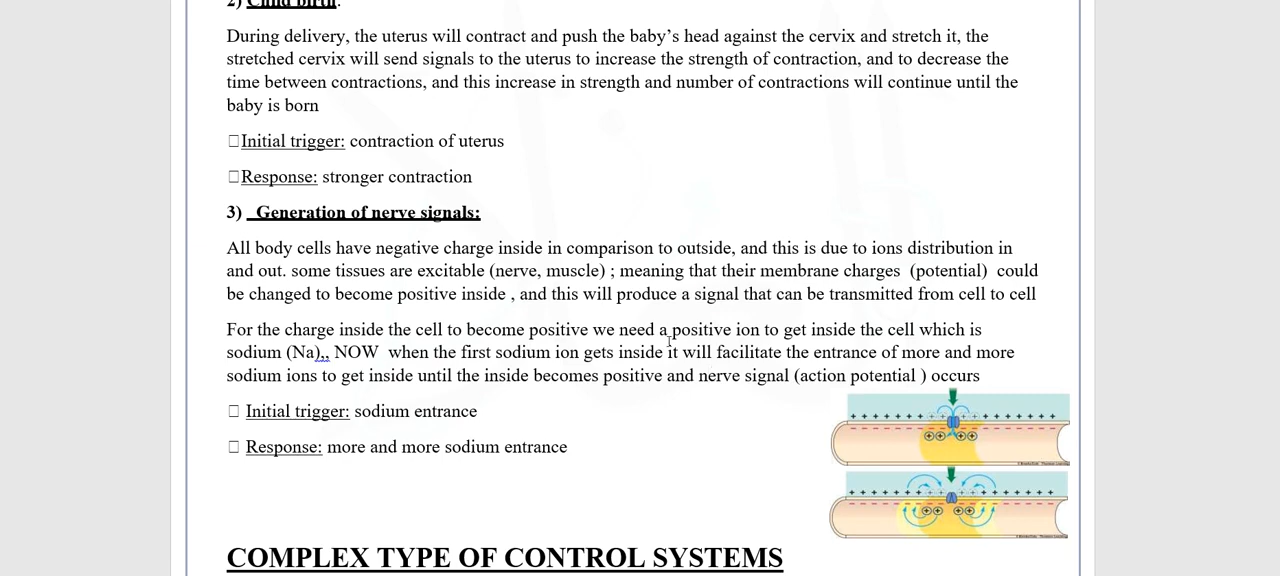 2) Child birth:
During delivery, the uterus will contract and push the baby's head against the cervix and stretch it, the
stretched cervix will send signals to the uterus to increase the strength of contraction, and to decrease the
time between contractions, and this increase in strength and number of contractions will continue until the
baby is born
□Initial trigger: contraction of uterus
□Response: stronger contraction
3) Generation of nerve signals:
All body cells have negative charge inside in comparison to outside, and this is due to ions distribution in
and out. some tissues are excitable (nerve, muscle) ; meaning that their membrane charges (potential) could
be changed to become positive inside , and this will produce a signal that can be transmitted from cell to cell
For the charge inside the cell to become positive we need a positive ion to get inside the cell which is
sodium (Na),, NOW when the first sodium ion gets inside it will facilitate the entrance of more and more
sodium ions to get inside until the inside becomes positive and nerve signal (action potential ) occurs
□ Initial trigger: sodium entrance
□ Response: more and more sodium entrance
COMPLEX TYPE OF CONTROL SYSTEMS